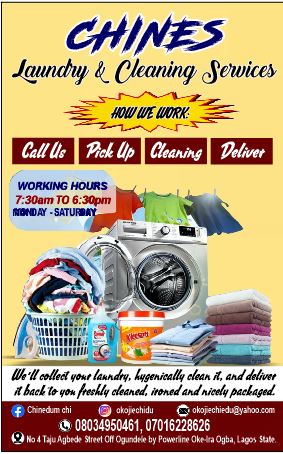 CHINES
Laundry & Cleaning Services
HOW WE WORK:
Call Us Pick Up Cleaning Deliver
WORKING HOURS
7:30am TO 6:30pm
MONDAY - SATURDAY
Kleesoft
We'll collect your laundry, hygenically clean it, and deliver
it back to you freshly cleaned, ironed and nicely packaged.
Chinedum chi okojiechidu okojiechidu@yahoo.com
08034950461, 07016228626
No 4 Taju Agbede Street Off Ogundele by Powerline Oke-Ira Ogba, Lagos State.